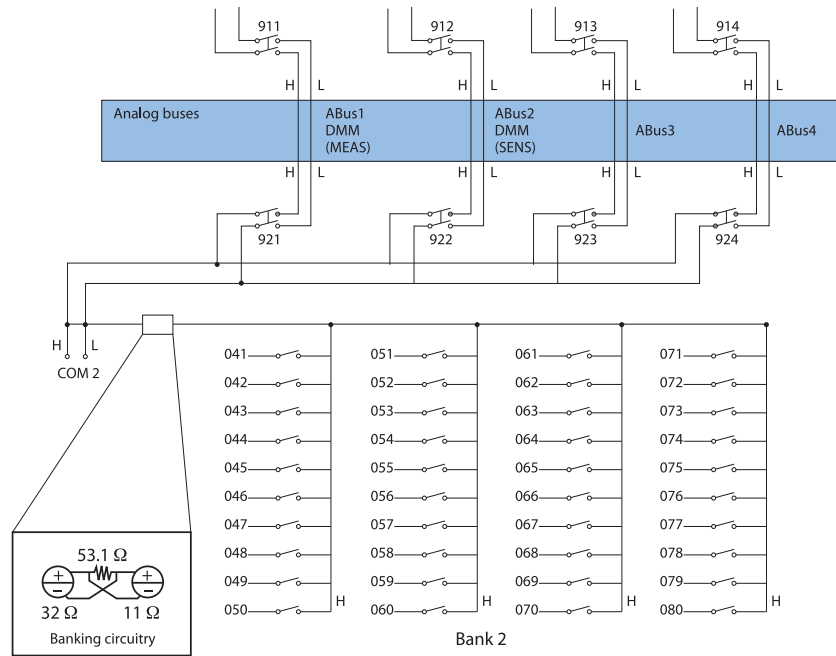 911 912 913 914
H L H L H L H L
Analog buses
ABus1
DMM
(MEAS)
ABus2
DMM
(SENS)
ABus3
ABus4
H L H L H L H L
921 922 923 924
H L
COM 2
041 051 061 071
042 052 062 072
043 053 063 073
044 054 064 074
045 055 065 075
046 056 066 076
047 057 067 077
048 058 068 078
049 059 069 079
H H H H
050 060 070 080
Bank 2
53.1 Ω
+ +
− −
32 Ω 11 Ω
Banking circuitry